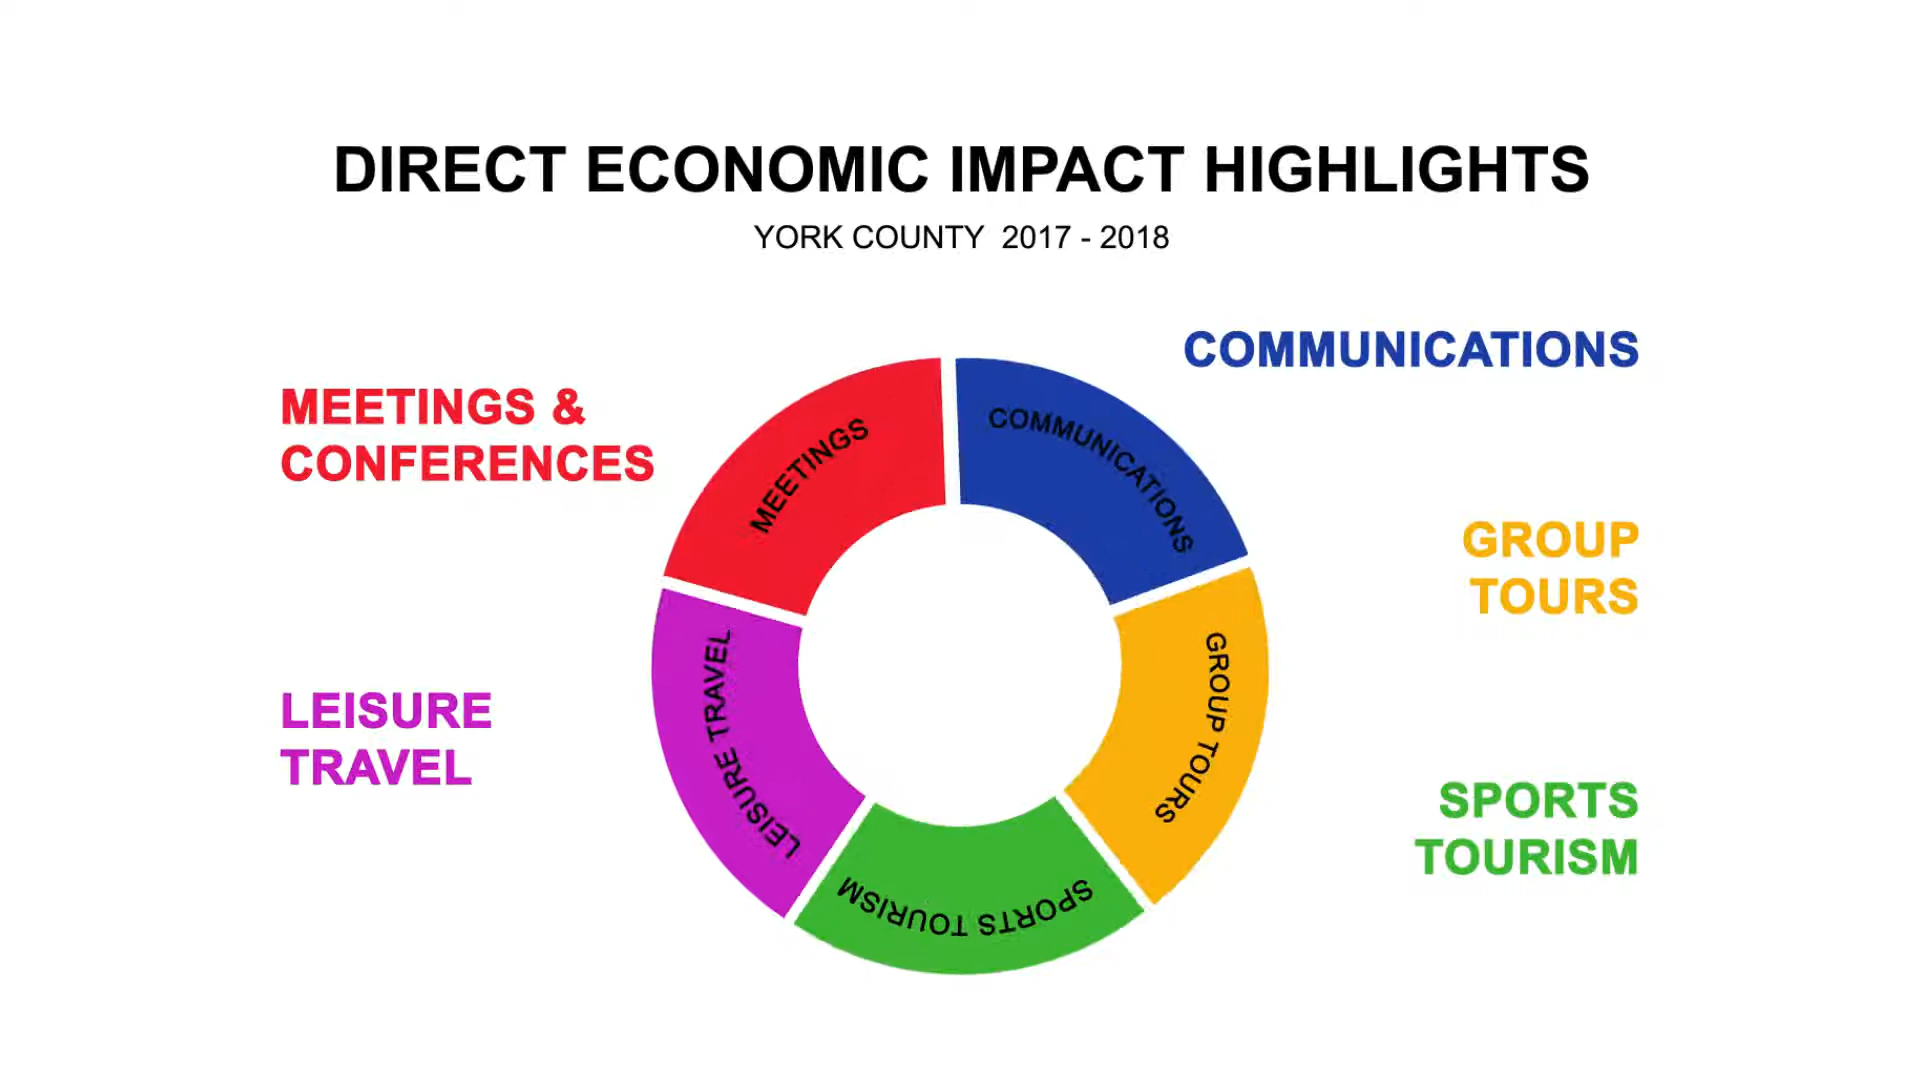 DIRECT ECONOMIC IMPACT HIGHLIGHTS
YORK COUNTY 2017 - 2018
MEETINGS &
CONFERENCES
LEISURE
TRAVEL
COMMUNICATIONS
GROUP
TOURS
SPORTS
TOURISM
MEETINGS
COMMUNICATIONS
GROUP TOURS
SPORTS TOURISM
LEISURE TRAVEL